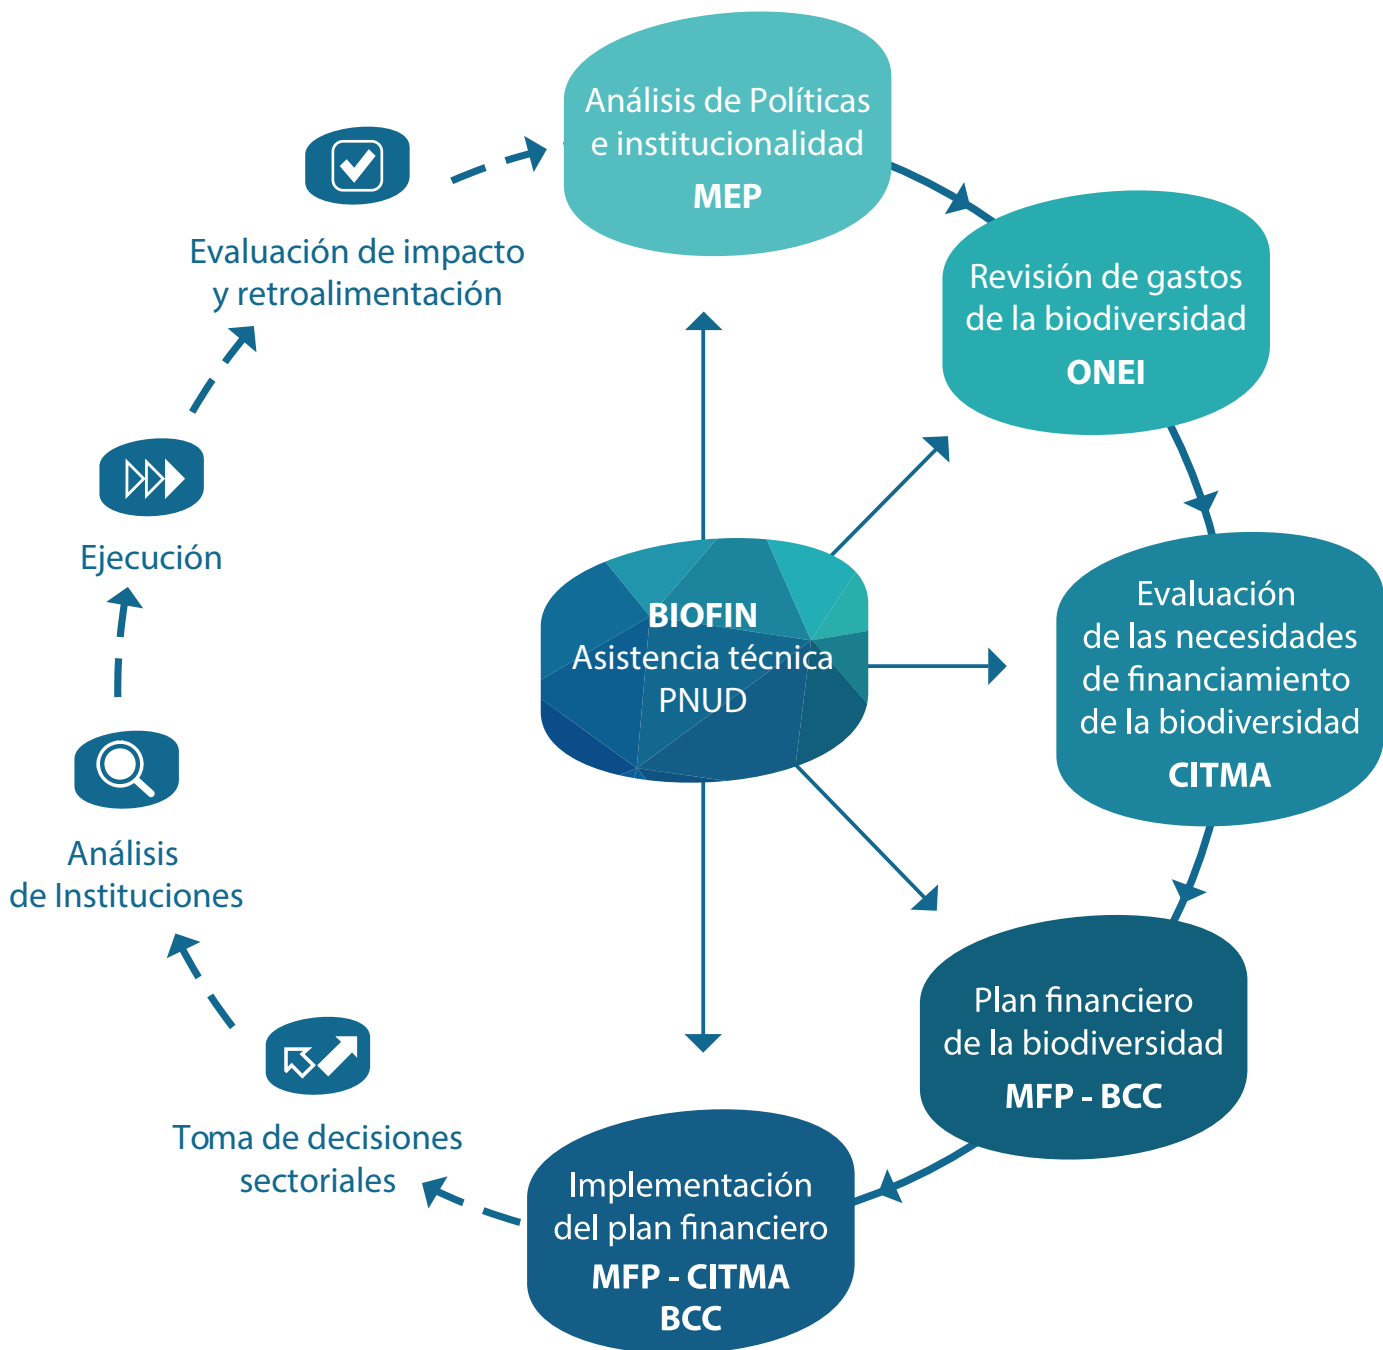 Análisis de Políticas
e institucionalidad
MEP
Revisión de gastos
de la biodiversidad
ONEI
Evaluación
de las necesidades
de financiamiento
de la biodiversidad
CITMA
Plan financiero
de la biodiversidad
MFP - BCC
Implementación
del plan financiero
MFP - CITMA
BCC
Toma de decisiones
sectoriales
Análisis
de Instituciones
Ejecución
Evaluación de impacto
y retroalimentación
BIOFIN
Asistencia técnica
PNUD